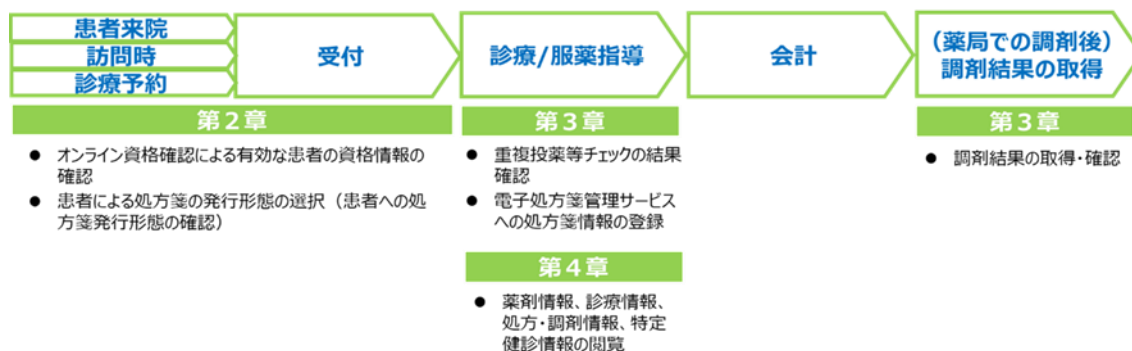 患者来院
訪問時
診療予約
受付
診療/服薬指導
会計
(薬局での調剤後)
調剤結果の取得
第2章
● オンライン資格確認による有効な患者の資格情報の
確認
● 患者による処方箋の発行形態の選択（患者への処
方箋発行形態の確認）
第3章
● 重複投薬等チェックの結果
確認
● 電子処方箋管理サービス
への処方箋情報の登録
第4章
● 薬剤情報、診療情報、
処方・調剤情報、特定
健診情報の閲覧
第3章
● 調剤結果の取得・確認